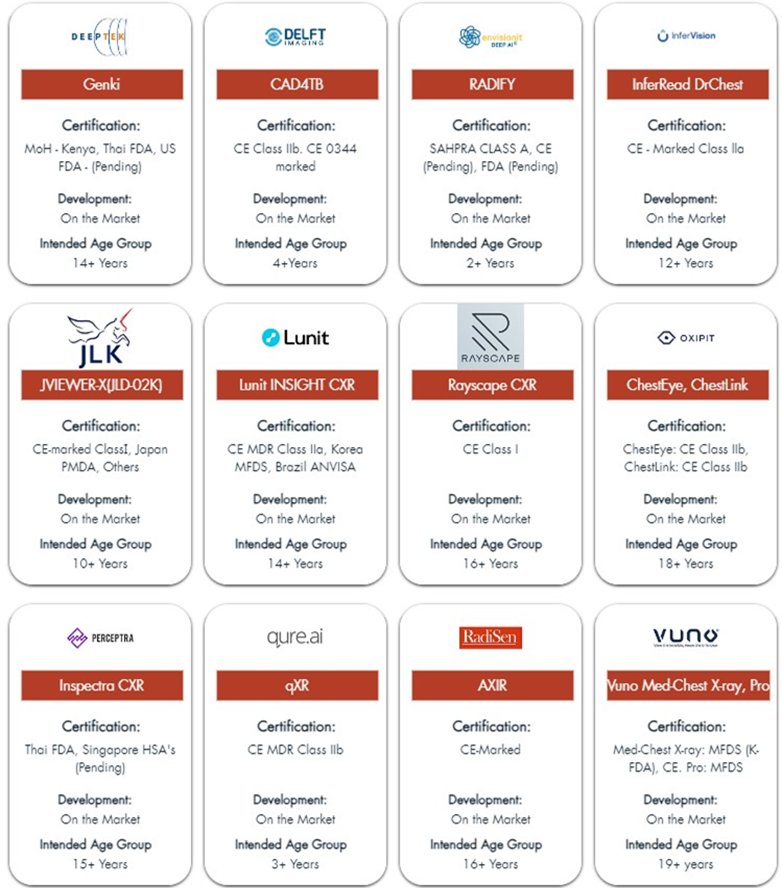 DEEPTEK
Genki
Certification:
MoH - Kenya, Thai FDA, US
FDA - (Pending)
Development:
On the Market
Intended Age Group
14+ Years
DELFT
IMAGING
CAD4TB
Certification:
CE Class IIb. CE 0344
marked
Development:
On the Market
Intended Age Group
4+Years
envisionit
DEEP AI
RADIFY
Certification:
SAHPRA CLASS A, CE
(Pending), FDA (Pending)
Development:
On the Market
Intended Age Group
2+ Years
InferVision
InferRead DrChest
Certification:
CE - Marked Class lla
Development:
On the Market
Intended Age Group
12+ Years
JLK
JVIEWER-X(JLD-02K)
Certification:
CE-marked ClassI, Japan
PMDA, Others
Development:
On the Market
Intended Age Group
10+ Years
Lunit
Lunit INSIGHT CXR
Certification:
CE MDR Class IIa, Korea
MFDS, Brazil ANVISA
Development:
On the Market
Intended Age Group
14+ Years
RAYSCAPE
Rayscape CXR
Certification:
CE Class I
Development:
On the Market
Intended Age Group
16+ Years
OXIPIT
ChestEye, ChestLink
Certification:
ChestEye: CE Class IIb,
ChestLink: CE Class IIb
Development:
On the Market
Intended Age Group
18+ Years
PERCEPTRA
Inspectra CXR
Certification:
Thai FDA, Singapore HSA's
(Pending)
Development:
On the Market
Intended Age Group
15+ Years
qure.ai
qXR
Certification:
CE MDR Class IIb
Development:
On the Market
Intended Age Group
3+ Years
RadiSen
AXIR
Certification:
CE-Marked
Development:
On the Market
Intended Age Group
16+ Years
VUNO
Vuno Med-Chest X-ray, Pro
Certification:
Med-Chest X-ray: MFDS (K-
FDA), CE. Pro: MFDS
Development:
On the Market
Intended Age Group
19+ years